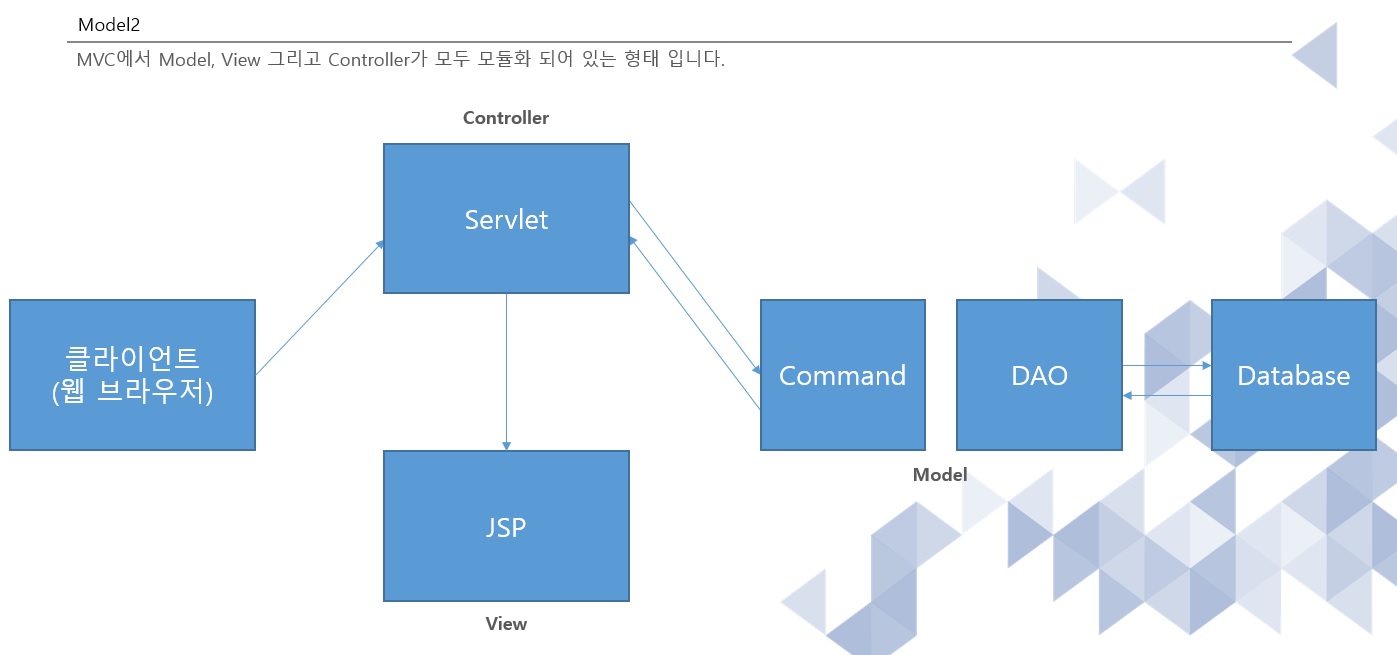 Model2
MVC에서 Model, View 그리고 Controller가 모두 모듈화 되어 있는 형태 입니다.
Controller
Servlet
클라이언트
(웹 브라우저)
Command
DAO
Database
Model
JSP
View